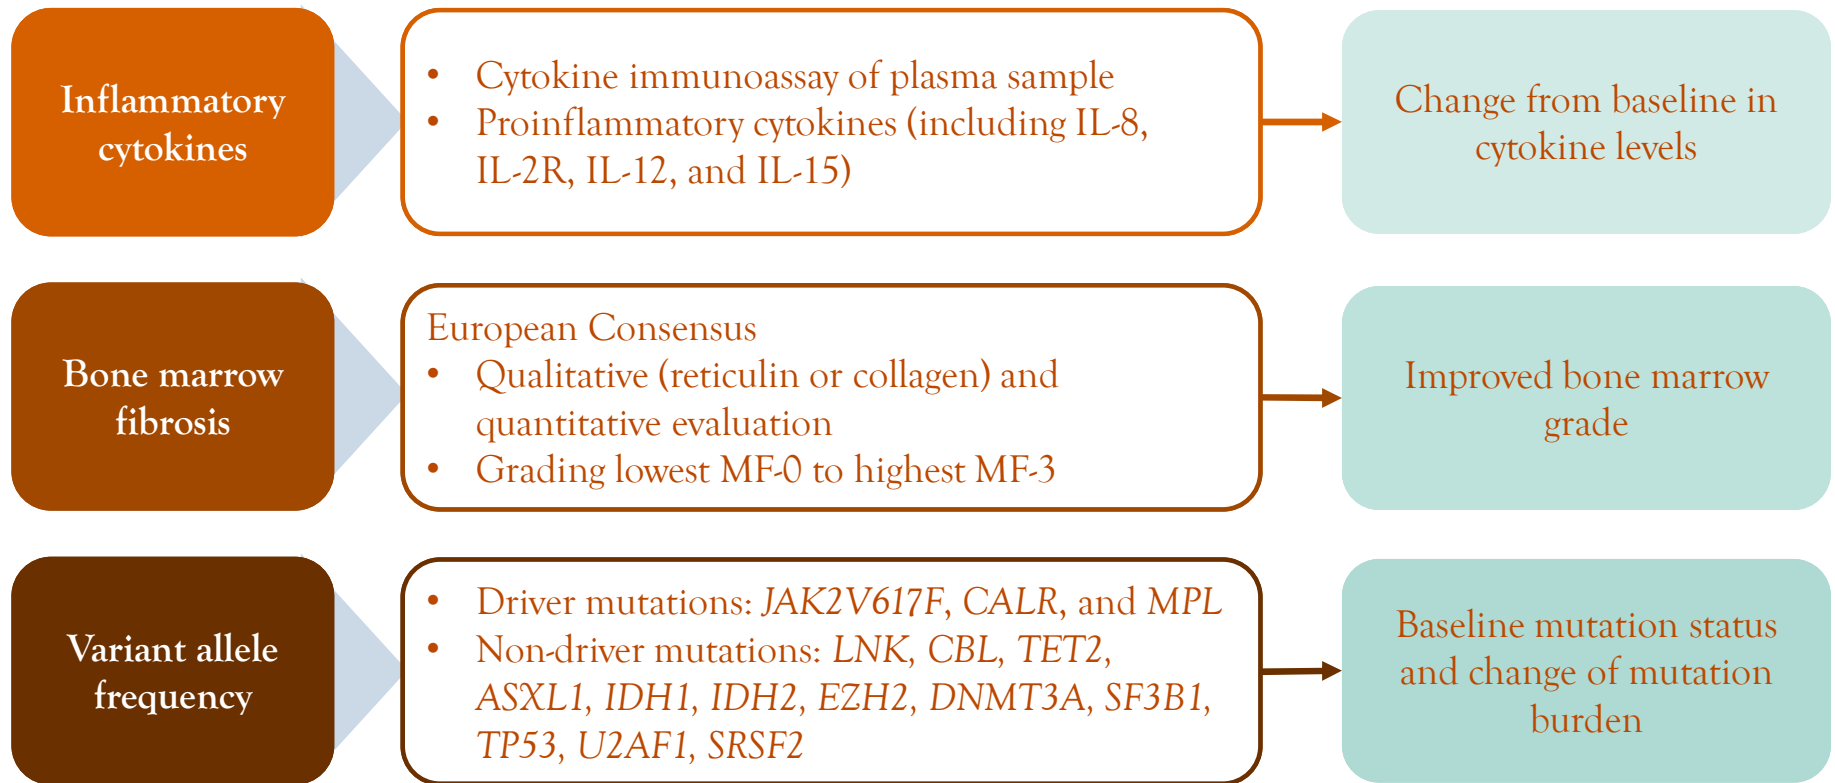 Inflammatory
cytokines
• Cytokine immunoassay of plasma sample
• Proinflammatory cytokines (including IL-8,
IL-2R, IL-12, and IL-15)
Change from baseline in
cytokine levels
Bone marrow
fibrosis
European Consensus
• Qualitative (reticulin or collagen) and
quantitative evaluation
• Grading lowest MF-0 to highest MF-3
Improved bone marrow
grade
Variant allele
frequency
• Driver mutations: JAK2V617F, CALR, and MPL
• Non-driver mutations: LNK, CBL, TET2,
ASXL1, IDH1, IDH2, EZH2, DNMT3A, SF3B1,
TP53, U2AF1, SRSF2
Baseline mutation status
and change of mutation
burden